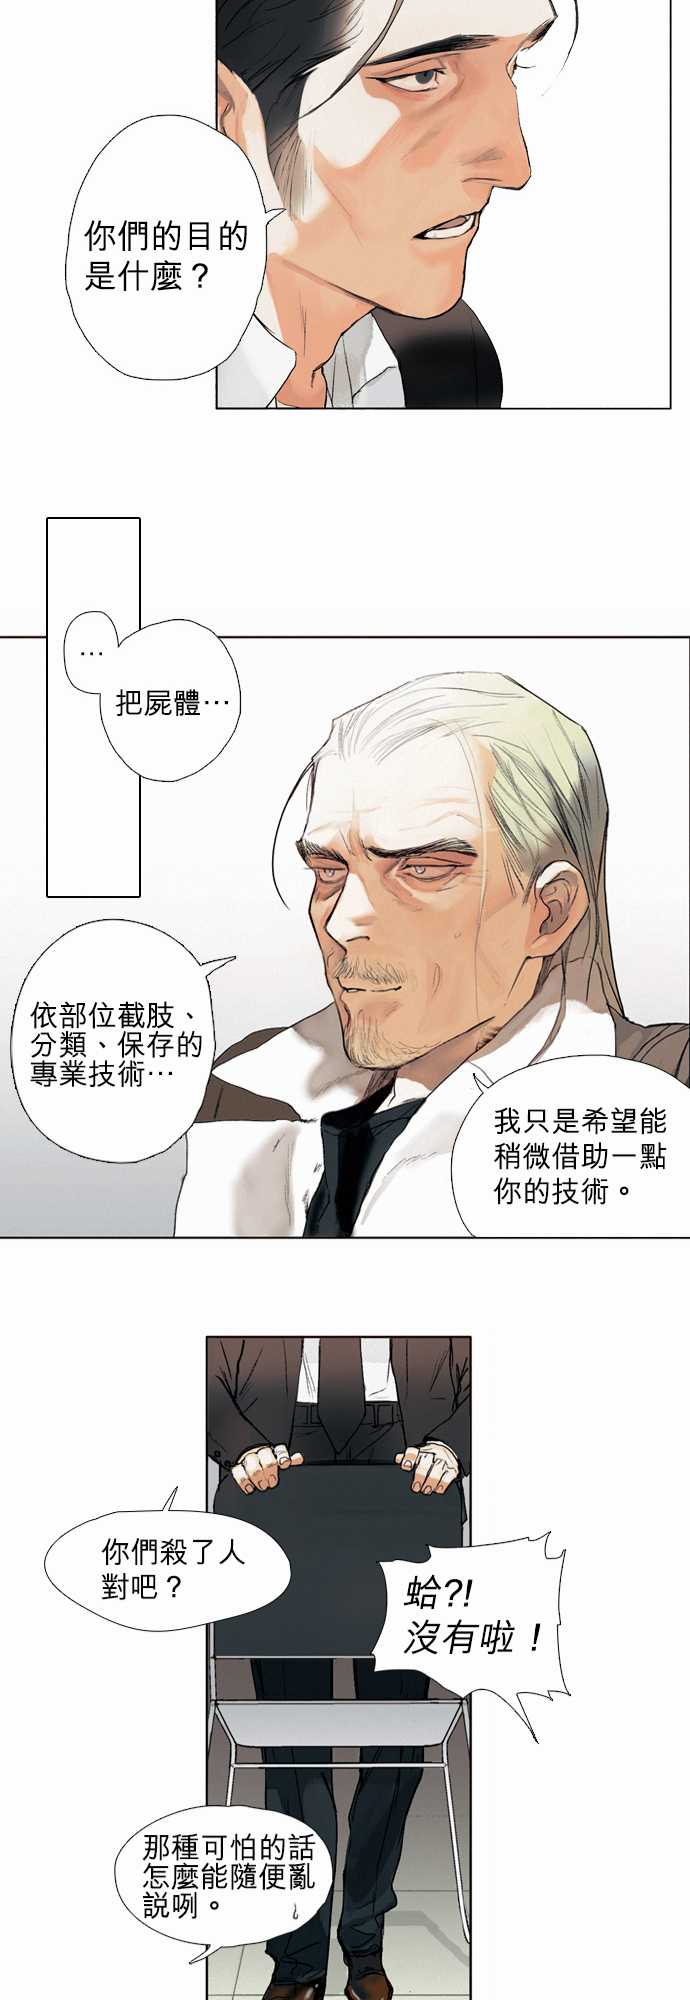 你們的目的
是什麼？
…
把屍體…
依部位截肢、
分類、保存的
專業技術…
我只是希望能
稍微借助一點
你的技術。
你們殺了人
對吧？
蛤?!
沒有啦！
那種可怕的話
怎麼能隨便亂
説咧。